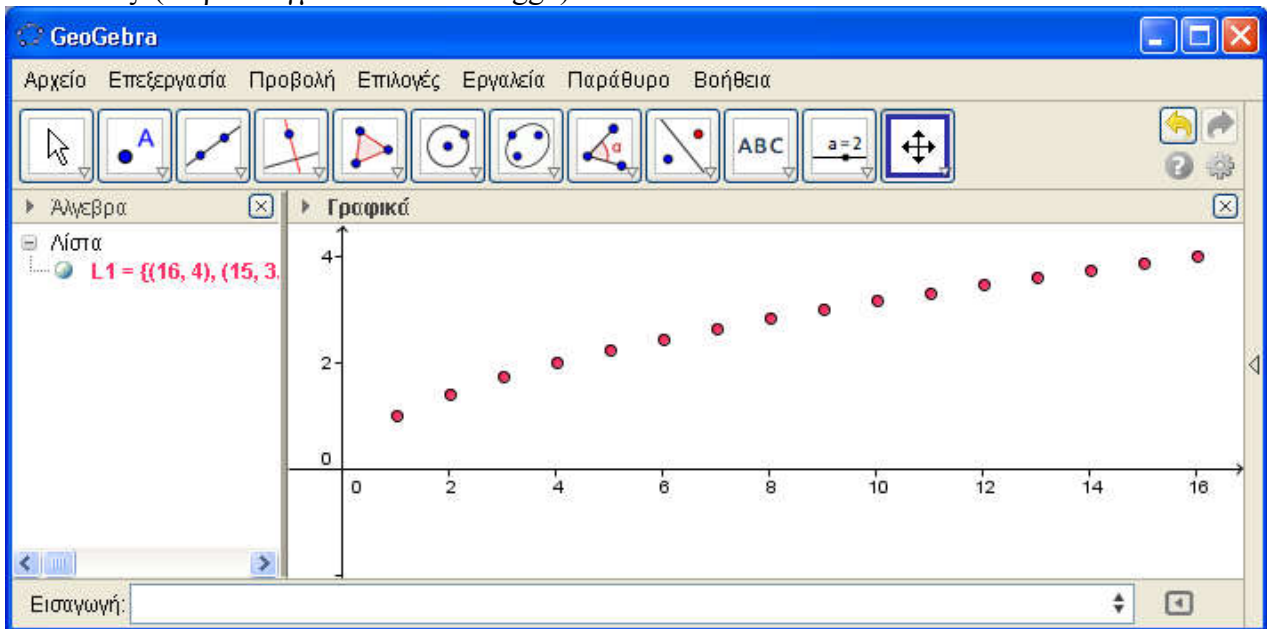 GeoGebra
Αρχείο Επεξεργασία Προβολή Επιλογές Εργαλεία Παράθυρο Βοήθεια
A α ABC a=2
Άλγεβρα Γραφικά
Λίστα
L1 = {(16, 4), (15, 3.
4
2
0
0 2 4 6 8 10 12 14 16
Εισαγωγή: